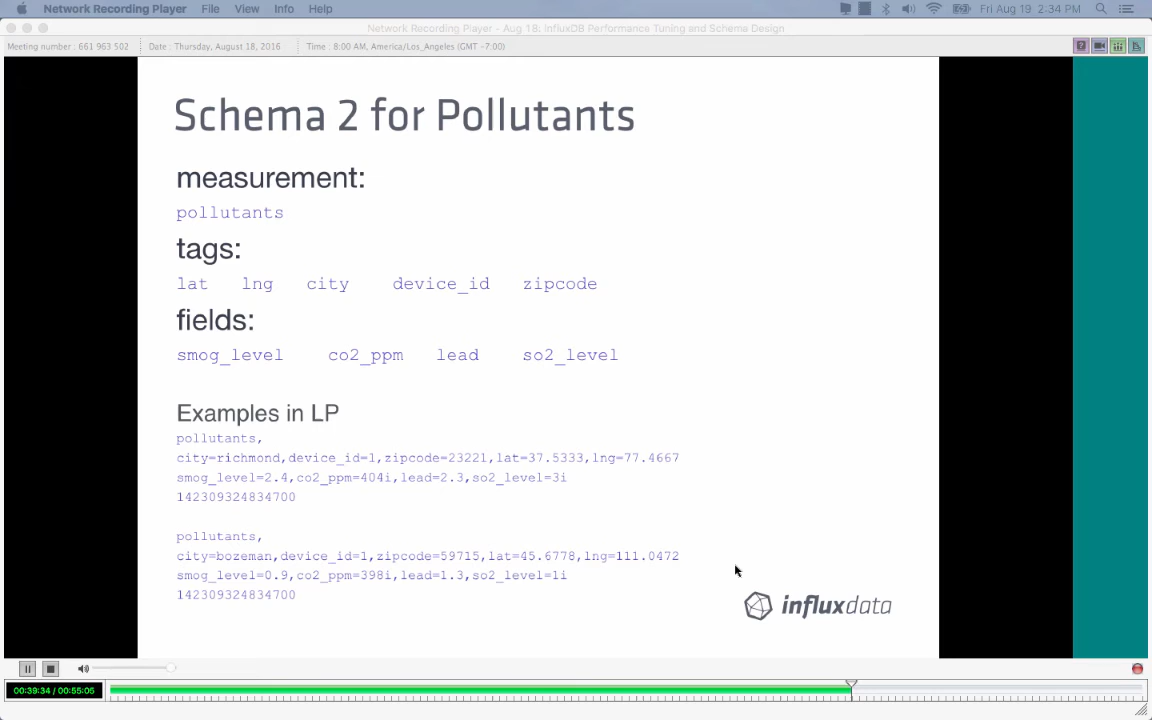 Network Recording Player File View Info Help Fri Aug 19 2:34 PM
Network Recording Player - Aug 18: InfluxDB Performance Tuning and Schema Design
Meeting number : 661 963 502 Date : Thursday, August 18, 2016 Time : 8:00 AM, America/Los_Angeles (GMT -7:00)
Schema 2 for Pollutants
measurement:
pollutants
tags:
lat lng city device_id zipcode
fields:
smog_level co2_ppm lead so2_level
Examples in LP
pollutants,
city=richmond,device_id=1,zipcode=23221,lat=37.5333,lng=77.4667
smog_level=2.4,co2_ppm=404i,lead=2.3,so2_level=3i
142309324834700
pollutants,
city=bozeman,device_id=1,zipcode=59715,lat=45.6778,lng=111.0472
smog_level=0.9,co2_ppm=398i,lead=1.3,so2_level=1i
142309324834700
influxdata
00:39:34 / 00:55:05